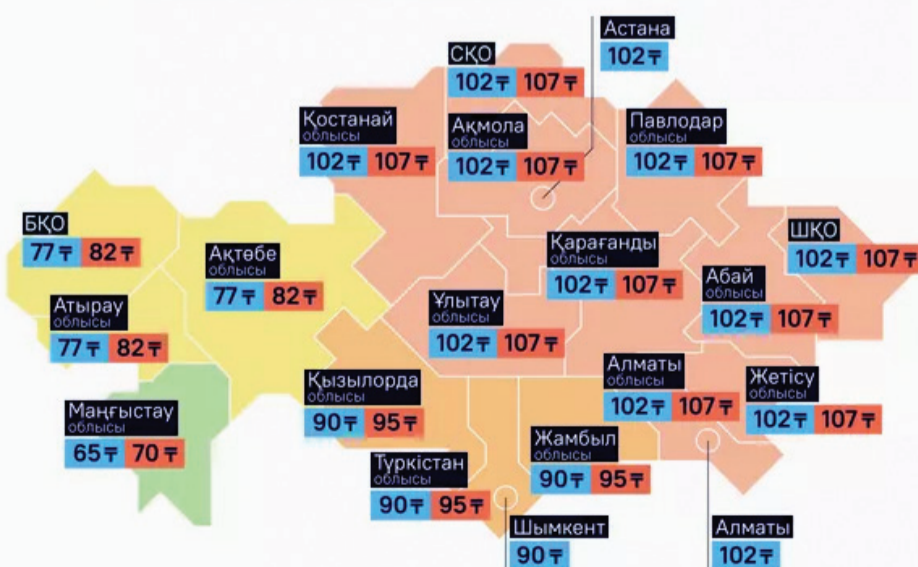 Астана
102₸
СҚО
102₸ 107₸
Қостанай
облысы
102₸ 107₸
Ақмола
облысы
102₸ 107₸
Павлодар
облысы
102₸ 107₸
БҚО
77₸ 82₸
Ақтөбе
облысы
77₸ 82₸
Қарағанды
облысы
102₸ 107₸
ШҚО
102₸ 107₸
Абай
облысы
102₸ 107₸
Атырау
облысы
77₸ 82₸
Ұлытау
облысы
102₸ 107₸
Маңғыстау
облысы
65₸ 70₸
Қызылорда
облысы
90₸ 95₸
Алматы
облысы
102₸ 107₸
Жетісу
облысы
102₸ 107₸
Түркістан
облысы
90₸ 95₸
Жамбыл
облысы
90₸ 95₸
Шымкент
90₸
Алматы
102₸